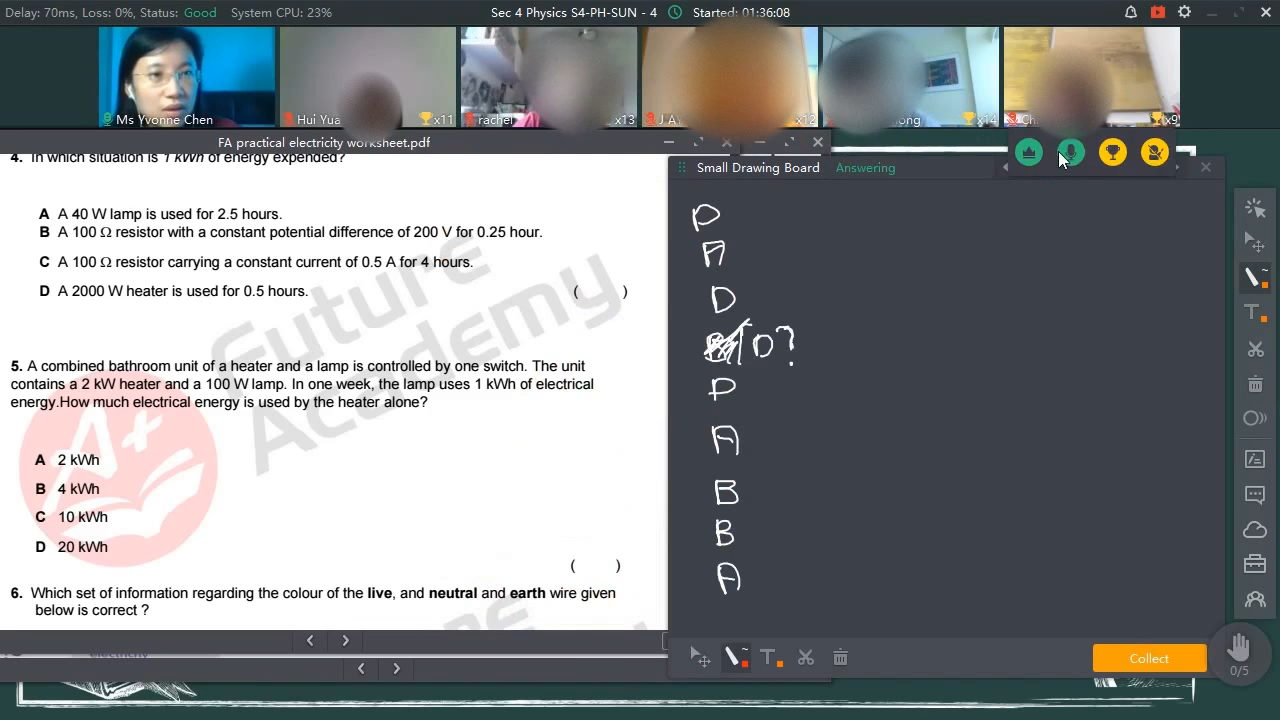 Delay: 70ms, Loss: 0%, Status: Good System CPU: 23% Sec 4 Physics S4-PH-SUN - 4 Started: 01:36:08
Ms Yvonne Chen Hui Yua x11 rachel x13 J A x12 ong x14 Ch x9
FA practical electricity worksheet.pdf
4. In which situation is 1 kWh of energy expended?
A A 40 W lamp is used for 2.5 hours.
B A 100 Ω resistor with a constant potential difference of 200 V for 0.25 hour.
C A 100 Ω resistor carrying a constant current of 0.5 A for 4 hours.
D A 2000 W heater is used for 0.5 hours. ( )
5. A combined bathroom unit of a heater and a lamp is controlled by one switch. The unit
contains a 2 kW heater and a 100 W lamp. In one week, the lamp uses 1 kWh of electrical
energy.How much electrical energy is used by the heater alone?
A 2 kWh
B 4 kWh
C 10 kWh
D 20 kWh
( )
6. Which set of information regarding the colour of the live, and neutral and earth wire given
below is correct ?
Future
Academy
A+
electricity
Small Drawing Board Answering
D
A
D
D?
D
A
B
B
A
Collect
0/5